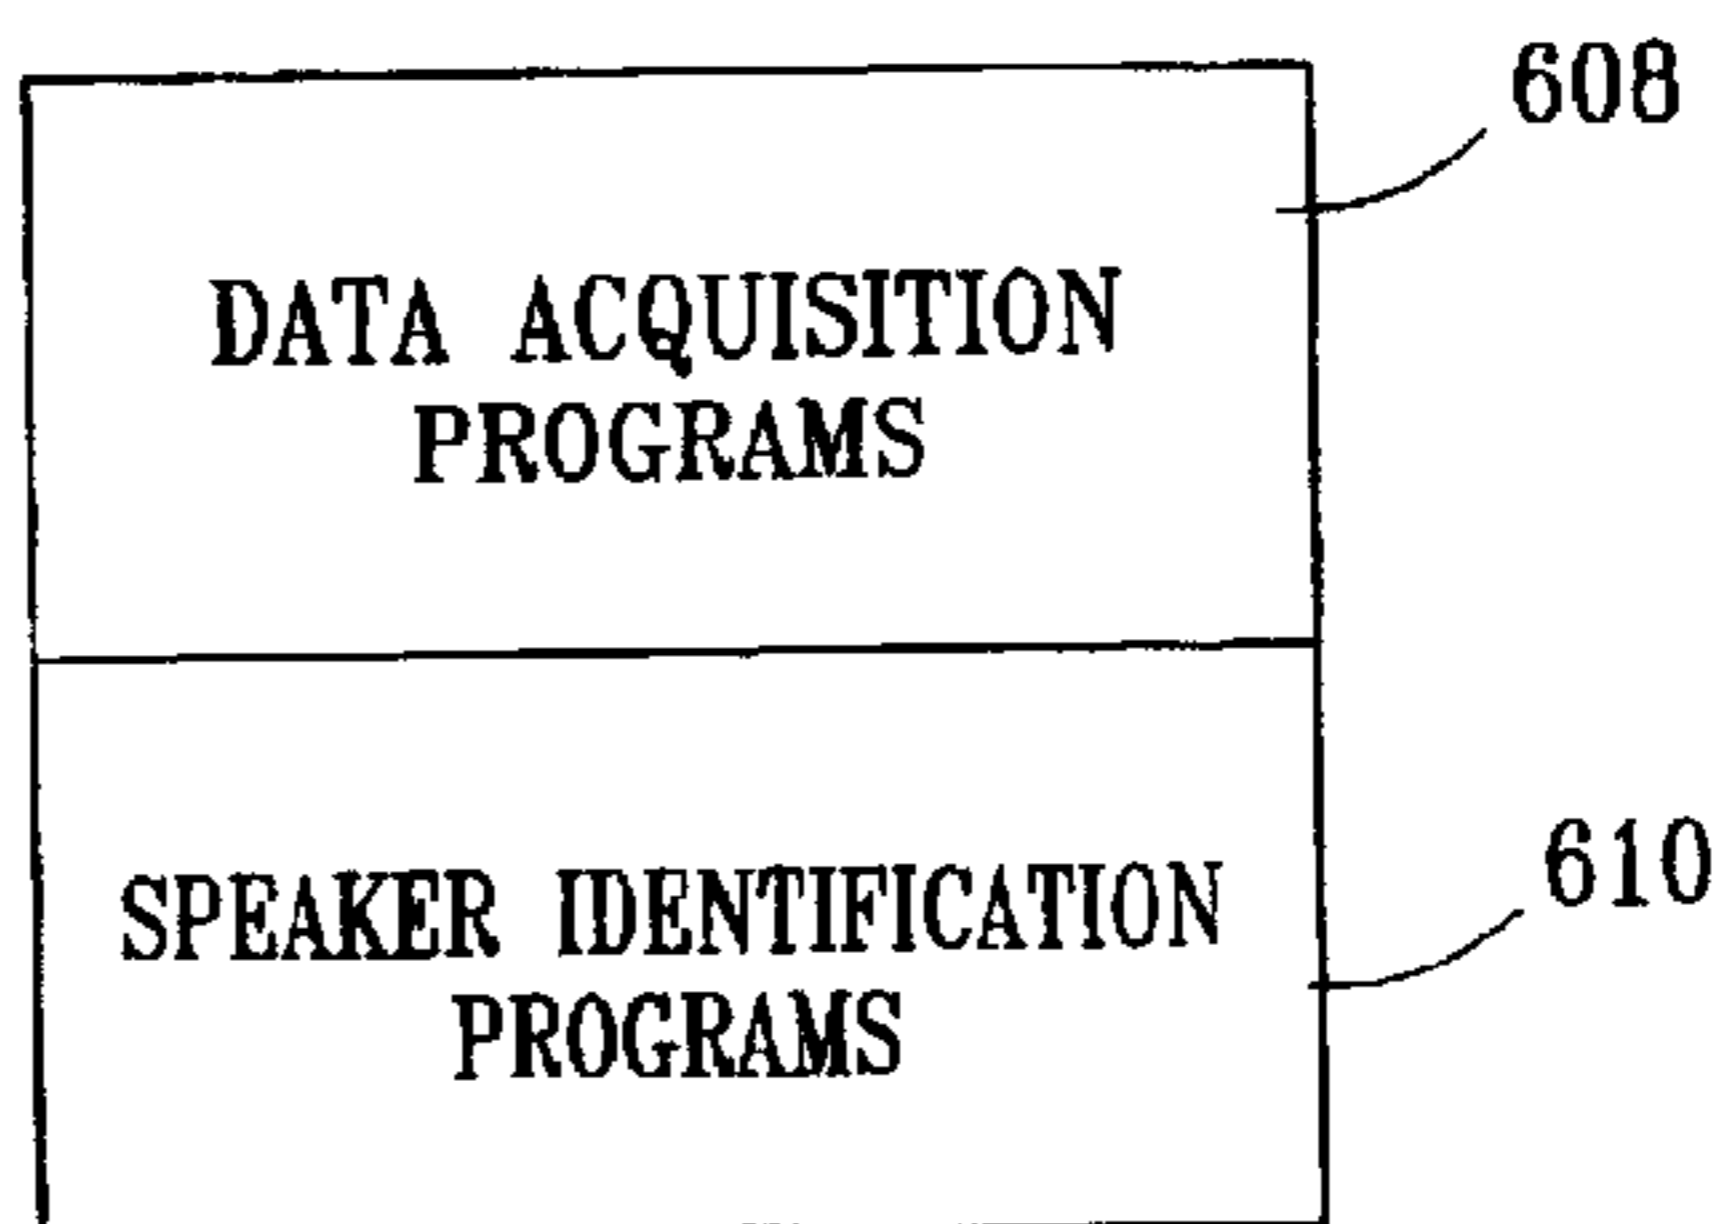 608
DATA ACQUISITION
PROGRAMS
610
SPEAKER IDENTIFICATION
PROGRAMS